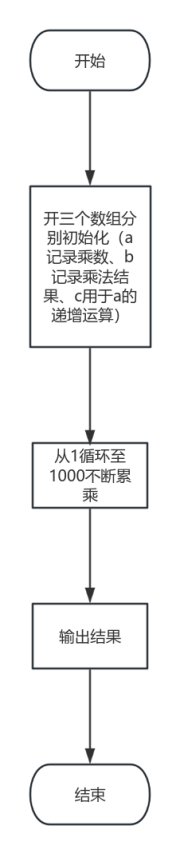 开始
开三个数组分
别初始化（a
记录乘数、b
记录乘法结
果、c用于a的
递增运算）
从1循环至
1000不断累
乘
输出结果
结束